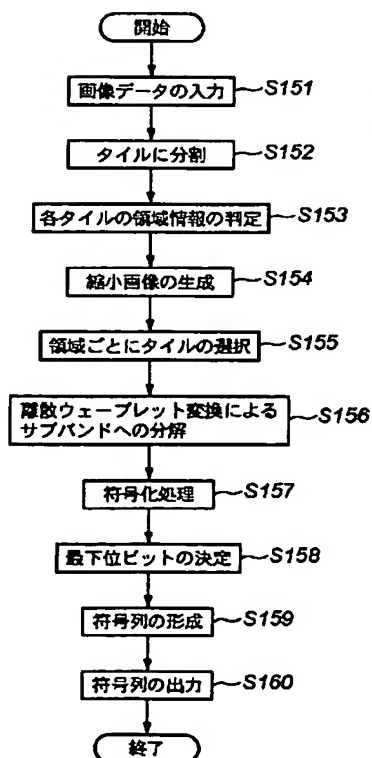 開始
画像データの入力 S151
タイルに分割 S152
各タイルの領域情報の判定 S153
縮小画像の生成 S154
領域ごとにタイルの選択 S155
離散ウェーブレット変換による
サブバンドへの分解 S156
符号化処理 S157
最下位ビットの決定 S158
符号列の形成 S159
符号列の出力 S160
終了